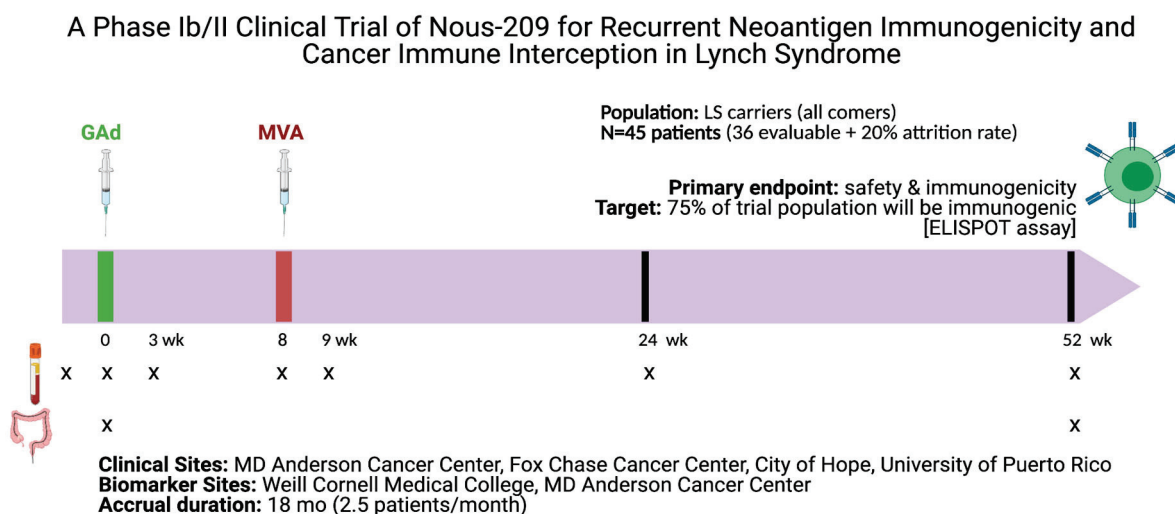 A Phase Ib/II Clinical Trial of Nous-209 for Recurrent Neoantigen Immunogenicity and
Cancer Immune Interception in Lynch Syndrome
GAd
MVA
Population: LS carriers (all comers)
N=45 patients (36 evaluable + 20% attrition rate)
Primary endpoint: safety & immunogenicity
Target: 75% of trial population will be immunogenic
[ELISPOT assay]
0 3 wk 8 9 wk 24 wk 52 wk
x x x x x x x
x x
Clinical Sites: MD Anderson Cancer Center, Fox Chase Cancer Center, City of Hope, University of Puerto Rico
Biomarker Sites: Weill Cornell Medical College, MD Anderson Cancer Center
Accrual duration: 18 mo (2.5 patients/month)